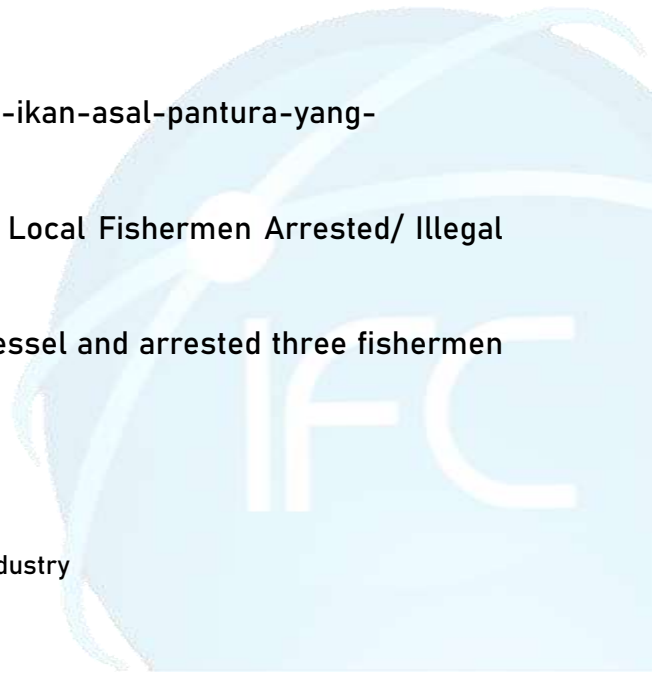 -ikan-asal-pantura-yang-
Local Fishermen Arrested/ Illegal
essel and arrested three fishermen
IFC
dustry